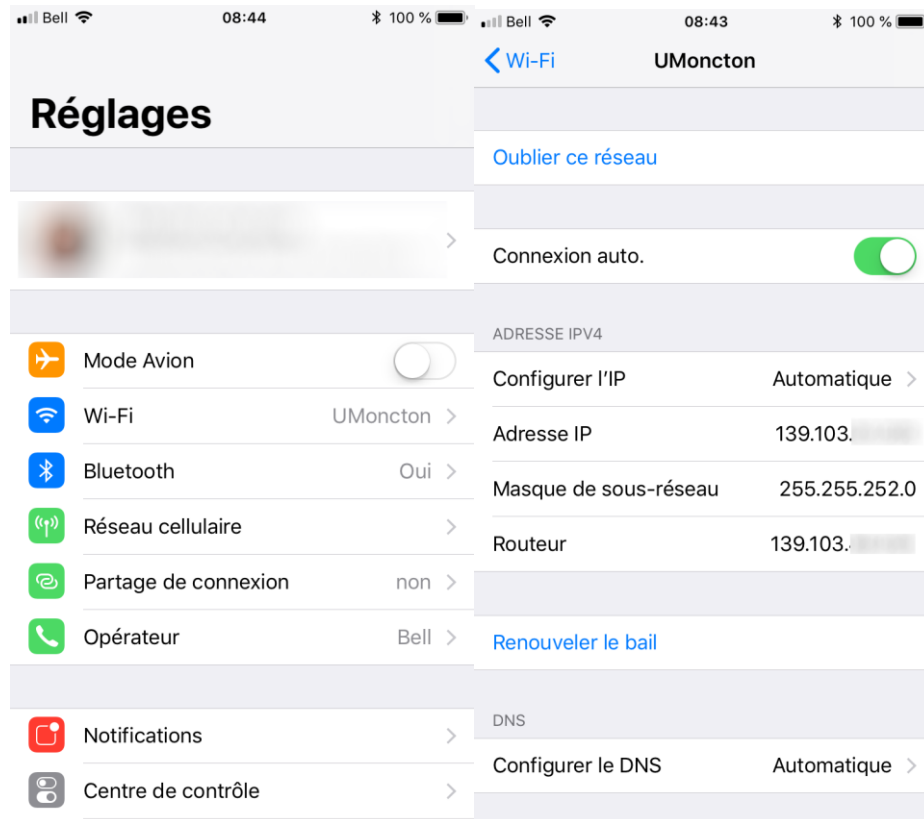 Bell 08:44 100 %
Réglages
Mode Avion
Wi-Fi UMoncton
Bluetooth Oui
Réseau cellulaire
Partage de connexion non
Opérateur Bell
Notifications
Centre de contrôle
Bell 08:43 100 %
Wi-Fi UMoncton
Oublier ce réseau
Connexion auto.
ADRESSE IPV4
Configurer l'IP Automatique
Adresse IP 139.103.
Masque de sous-réseau 255.255.252.0
Routeur 139.103.
Renouveler le bail
DNS
Configurer le DNS Automatique